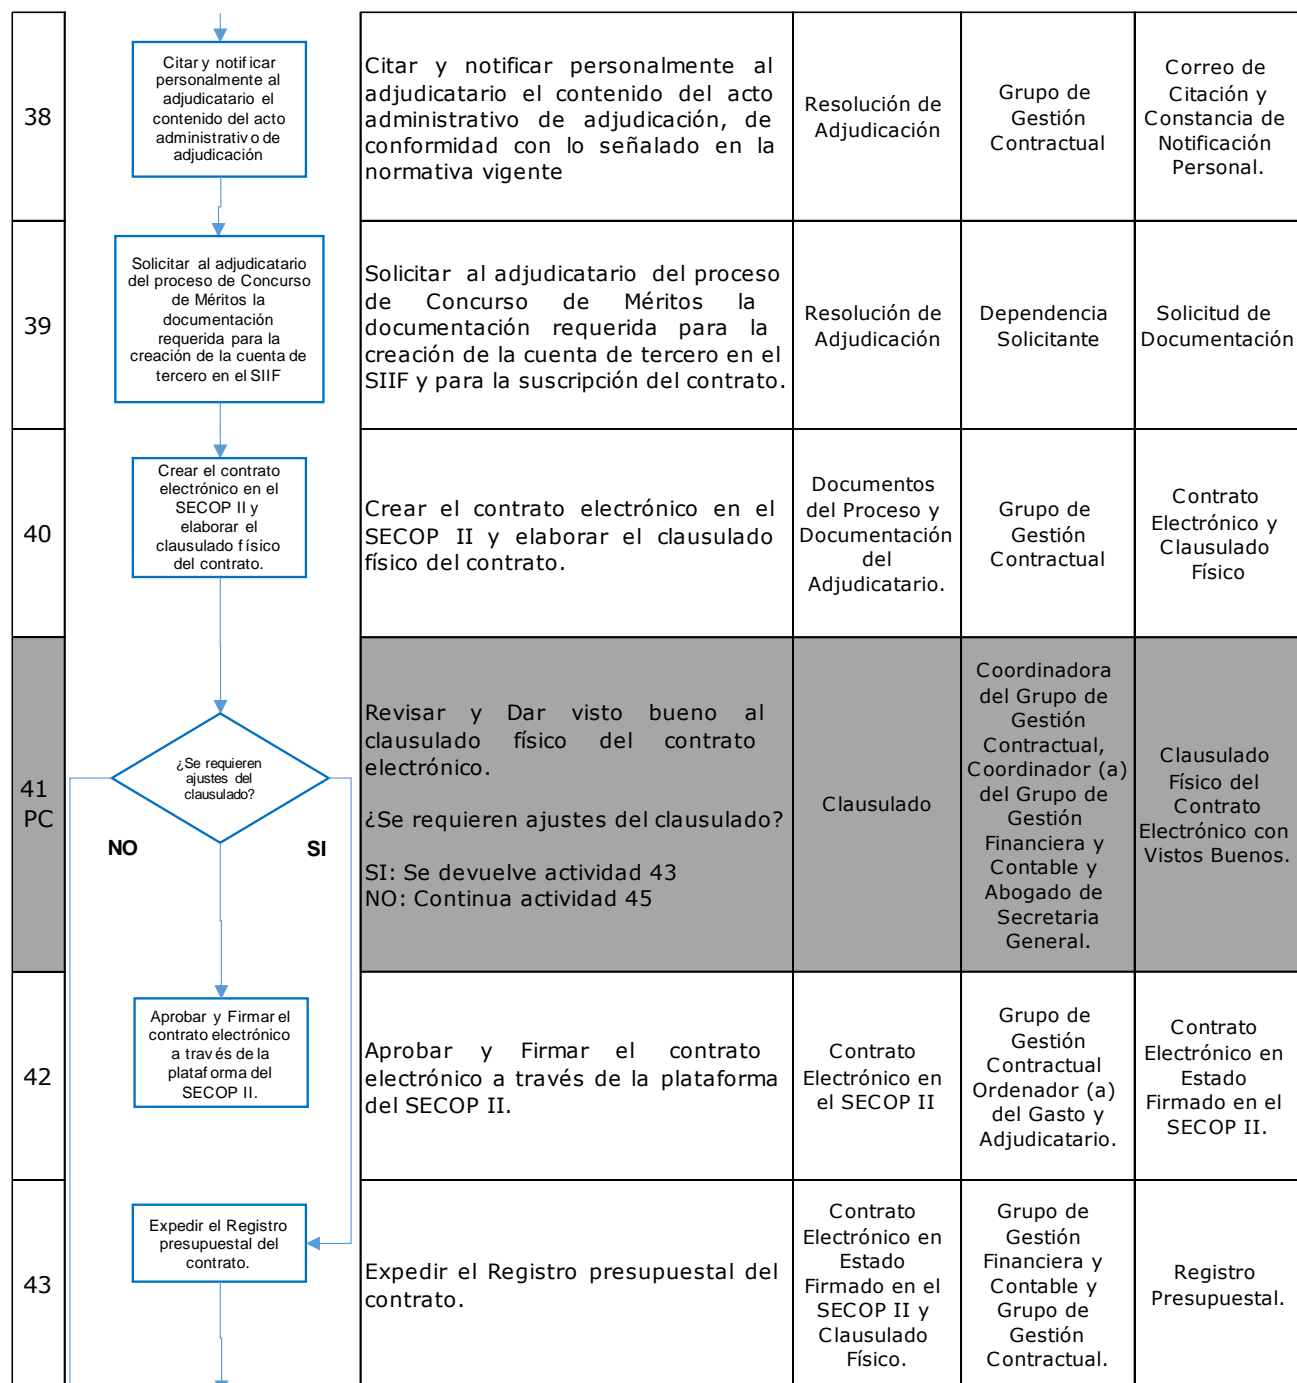 38
Citar y notificar
personalmente al
adjudicatario el
contenido del acto
administrativo de
adjudicación
Citar y notificar personalmente al
adjudicatario el contenido del acto
administrativo de adjudicación, de
conformidad con lo señalado en la
normativa vigente
Resolución de
Adjudicación
Grupo de
Gestión
Contractual
Correo de
Citación y
Constancia de
Notificación
Personal.
39
Solicitar al adjudicatario
del proceso de Concurso
de Méritos la
documentación
requerida para la
creación de la cuenta de
tercero en el SIIF
Solicitar al adjudicatario del proceso
de Concurso de Méritos la
documentación requerida para la
creación de la cuenta de tercero en el
SIIF y para la suscripción del contrato.
Resolución de
Adjudicación
Dependencia
Solicitante
Solicitud de
Documentación
40
Crear el contrato
electrónico en el
SECOP II y
elaborar el
clausulado físico
del contrato.
Crear el contrato electrónico en el
SECOP II y elaborar el clausulado
físico del contrato.
Documentos
del Proceso y
Documentación
del
Adjudicatario.
Grupo de
Gestión
Contractual
Contrato
Electrónico y
Clausulado
Físico
41
PC
¿Se requieren
ajustes del
clausulado?
NO
SI
Revisar y Dar visto bueno al
clausulado físico del contrato
electrónico.
¿Se requieren ajustes del clausulado?
SI: Se devuelve actividad 43
NO: Continua actividad 45
Clausulado
Coordinadora
del Grupo de
Gestión
Contractual,
Coordinador (a)
del Grupo de
Gestión
Financiera y
Contable y
Abogado de
Secretaria
General.
Clausulado
Físico del
Contrato
Electrónico con
Vistos Buenos.
42
Aprobar y Firmar el
contrato electrónico
a través de la
plataforma del
SECOP II.
Aprobar y Firmar el contrato
electrónico a través de la plataforma
del SECOP II.
Contrato
Electrónico en
el SECOP II
Grupo de
Gestión
Contractual
Ordenador (a)
del Gasto y
Adjudicatario.
Contrato
Electrónico en
Estado
Firmado en el
SECOP II.
43
Expedir el Registro
presupuestal del
contrato.
Expedir el Registro presupuestal del
contrato.
Contrato
Electrónico en
Estado
Firmado en el
SECOP II y
Clausulado
Físico.
Grupo de
Gestión
Financiera y
Contable y
Grupo de
Gestión
Contractual.
Registro
Presupuestal.